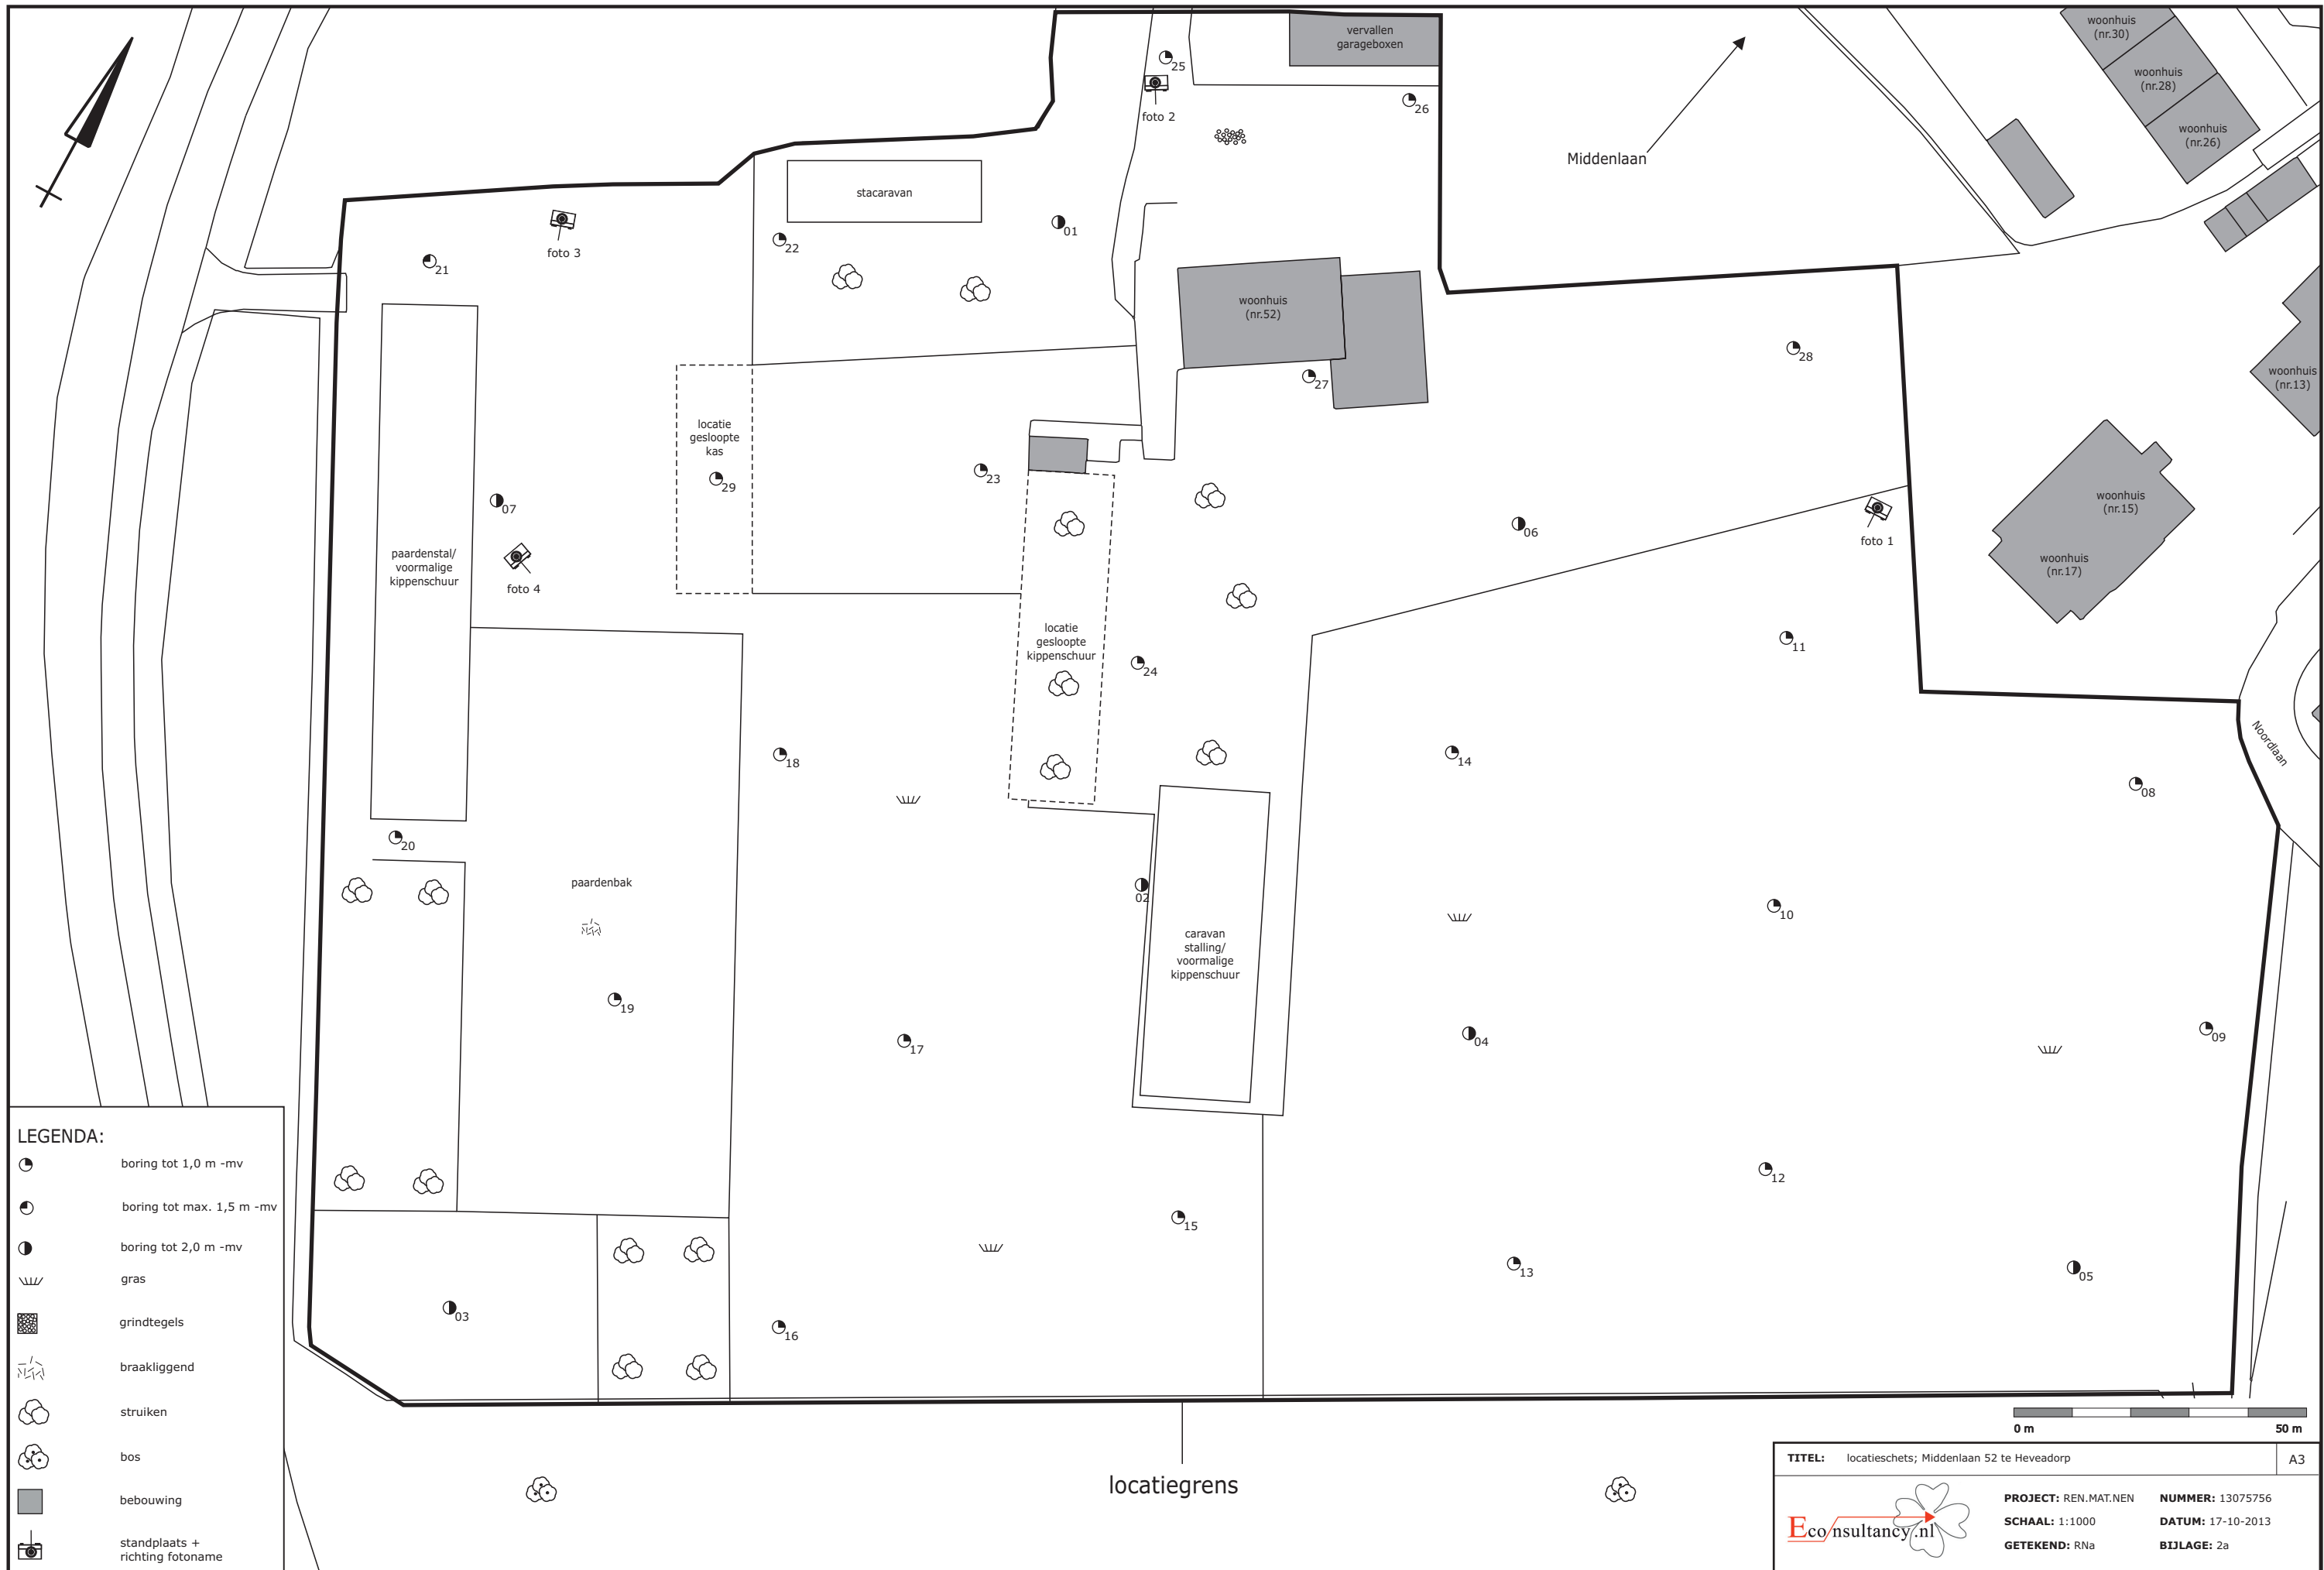 woonhuis
(nr.30)
vervallen
garageboxen
25
foto 2
26
woonhuis
(nr.28)
woonhuis
(nr.26)
Middenlaan
stacaravan
01
22
foto 3
21
woonhuis
(nr.52)
27
28
woonhuis
(nr.13)
locatie
gesloopte
kas
29
23
07
06
foto 1
woonhuis
(nr.15)
woonhuis
(nr.17)
paardenstal/
voormalige
kippenschuur
foto 4
locatie
gesloopte
kippenschuur
24
11
18
14
Noordlaan
08
20
paardenbak
02
10
caravan
stalling/
voormalige
kippenschuur
19
17
04
09
12
15
13
05
03
16
LEGENDA:
boring tot 1,0 m -mv
boring tot max. 1,5 m -mv
boring tot 2,0 m -mv
gras
grindtegels
braakliggend
struiken
bos
bebouwing
standplaats +
richting fotoname
locatiegrens
0 m 50 m
TITEL: locatieschets; Middenlaan 52 te Heveadorp A3
Econsultancy.nl
PROJECT: REN.MAT.NEN NUMMER: 13075756
SCHAAL: 1:1000 DATUM: 17-10-2013
GETEKEND: RNa BIJLAGE: 2a